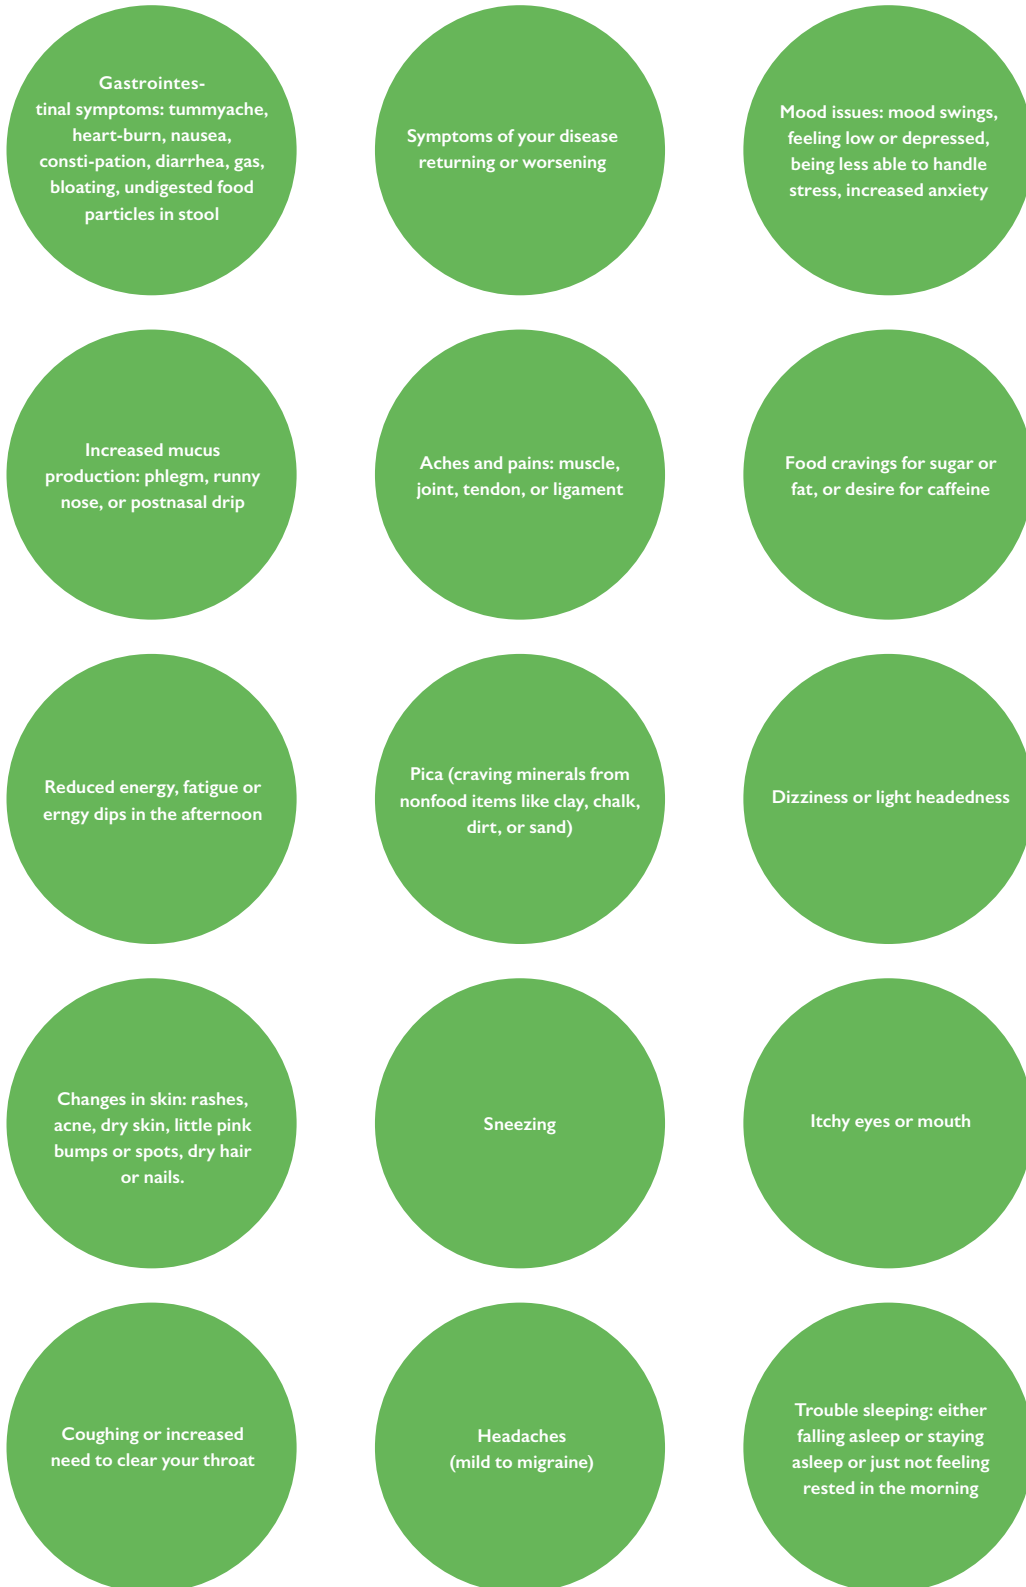 Gastrointes-
tinal symptoms: tummyache,
heart-burn, nausea,
consti-pation, diarrhea, gas,
bloating, undigested food
particles in stool
Symptoms of your disease
returning or worsening
Mood issues: mood swings,
feeling low or depressed,
being less able to handle
stress, increased anxiety
Increased mucus
production: phlegm, runny
nose, or postnasal drip
Aches and pains: muscle,
joint, tendon, or ligament
Food cravings for sugar or
fat, or desire for caffeine
Reduced energy, fatigue or
erngy dips in the afternoon
Pica (craving minerals from
nonfood items like clay, chalk,
dirt, or sand)
Dizziness or light headedness
Changes in skin: rashes,
acne, dry skin, little pink
bumps or spots, dry hair
or nails.
Sneezing
Itchy eyes or mouth
Coughing or increased
need to clear your throat
Headaches
(mild to migraine)
Trouble sleeping: either
falling asleep or staying
asleep or just not feeling
rested in the morning